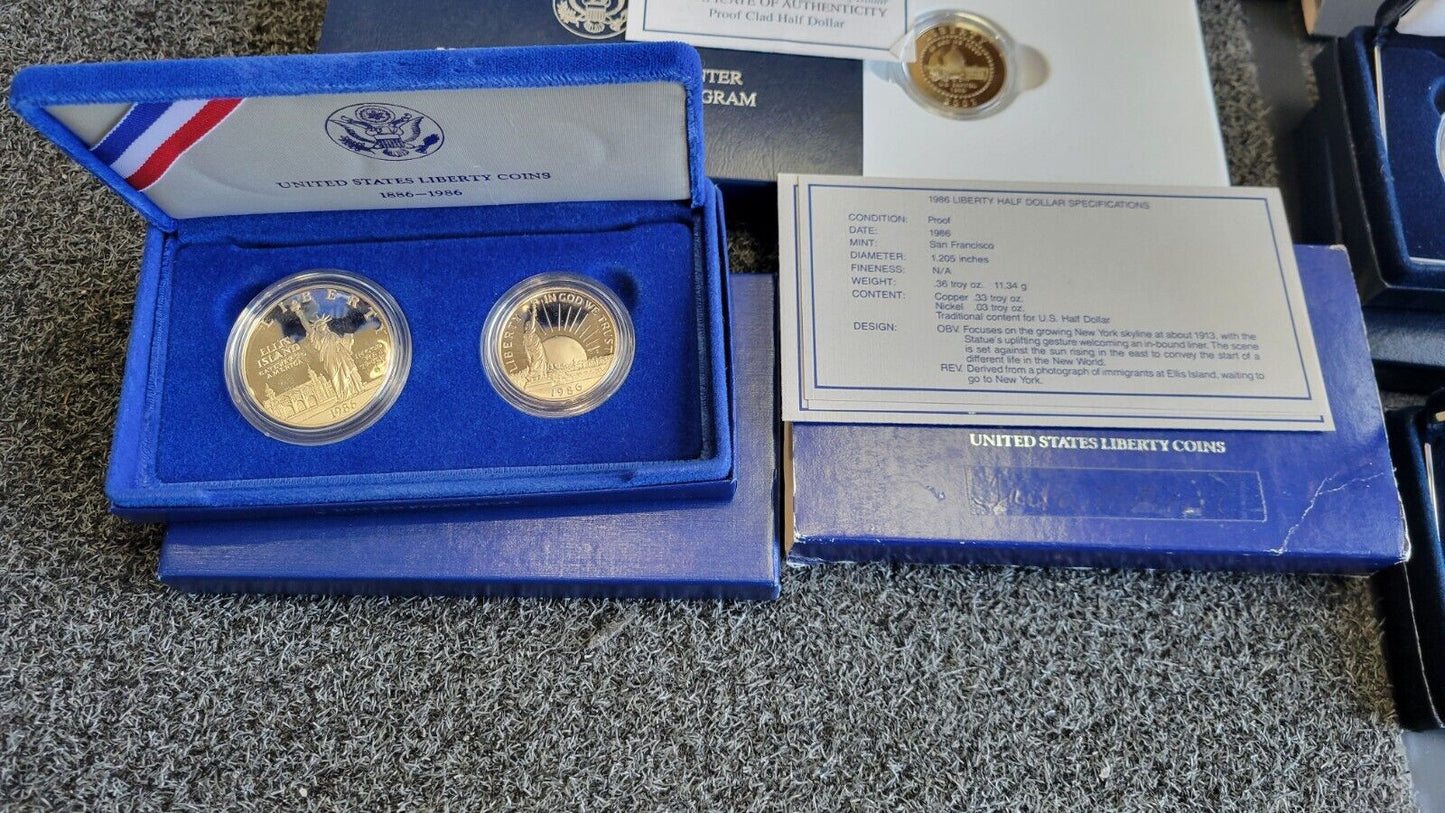 CATE OF AUTHENTICITY
Proof Clad Half Dollar
NTER
GRAM
UNITED STATES LIBERTY COINS
1886–1986
LIBERTY
ELLIS
ISLAND
1986
LIBERTY
IN GOD WE TRUST
1986
1986 LIBERTY HALF DOLLAR SPECIFICATIONS
CONDITION: Proof
DATE: 1986
MINT: San Francisco
DIAMETER: 1.205 inches
FINENESS: N/A
WEIGHT: .36 troy oz. 11.34 g
CONTENT: Copper .33 troy oz.
Nickel .03 troy oz.
Traditional content for U.S. Half Dollar
DESIGN: OBV. Focuses on the growing New York skyline at about 1913, with the
Statue's uplifting gesture welcoming an in-bound liner. The scene
is set against the sun rising in the east to convey the start of a
different life in the New World.
REV. Derived from a photograph of immigrants at Ellis Island, waiting to
go to New York.
UNITED STATES LIBERTY COINS